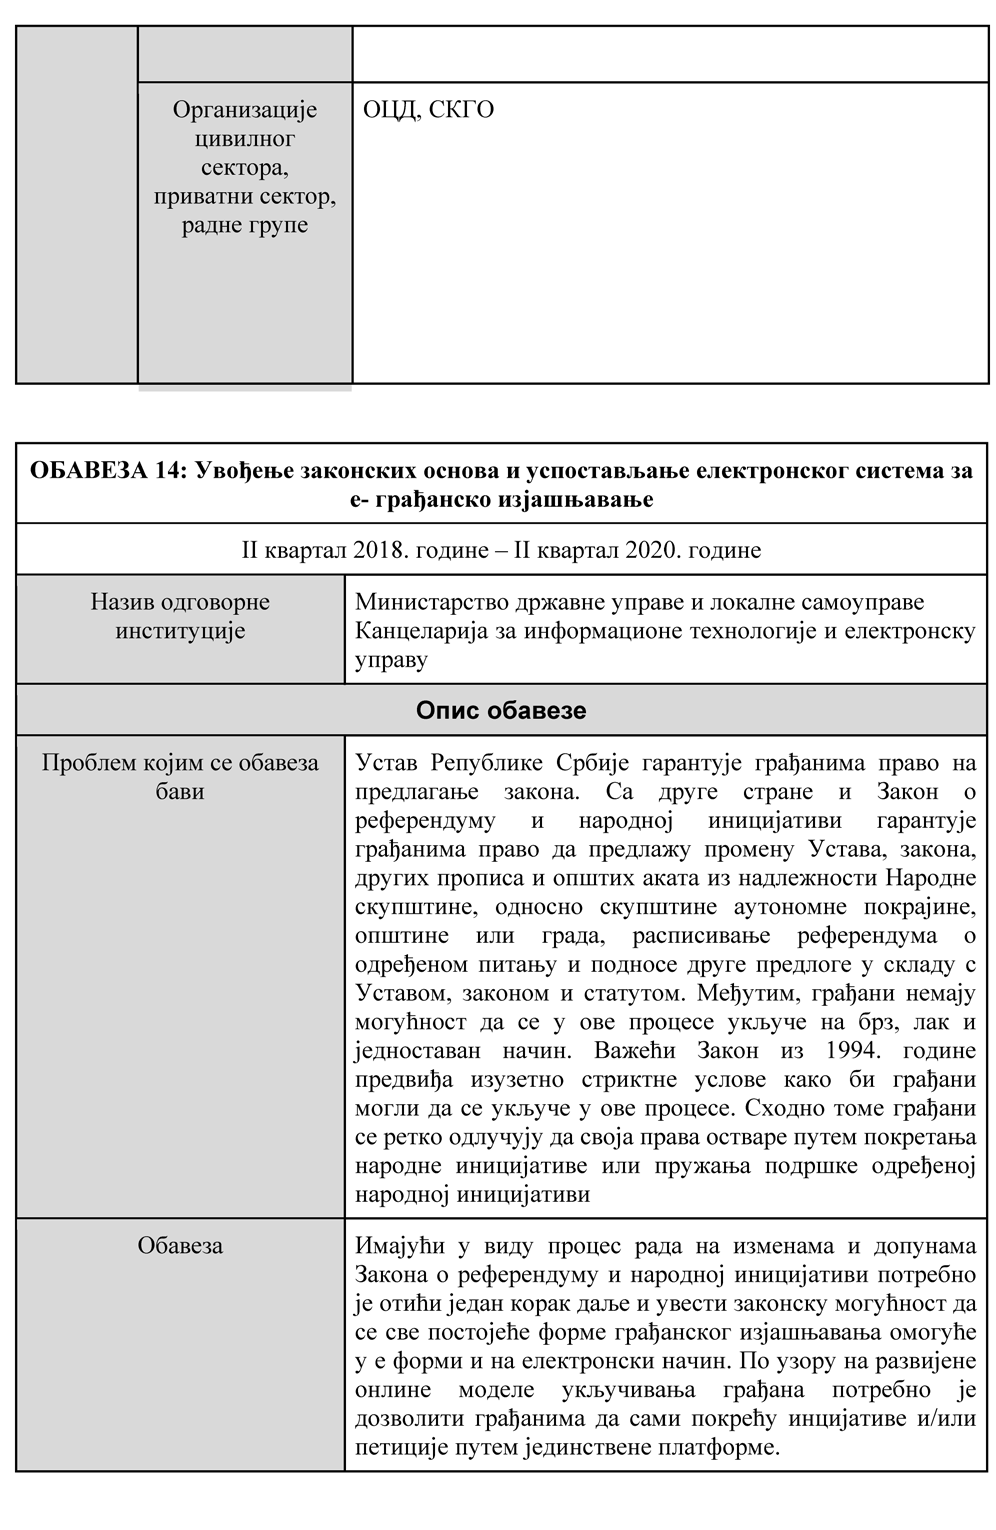 Организације
цивилног
сектора,
приватни сектор,
радне групе
ОЦД, СКГО
ОБАВЕЗА 14: Увођење законских основа и успостављање електронског система за
е- грађанско изјашњавање
II квартал 2018. године – II квартал 2020. године
Назив одговорне
институције
Министарство државне управе и локалне самоуправе
Канцеларија за информационе технологије и електронску
управу
Опис обавезе
Проблем којим се обавеза
бави
Устав Републике Србије гарантује грађанима право на
предлагање закона. Са друге стране и Закон о
референдуму и народној иницијативи гарантује
грађанима право да предлажу промену Устава, закона,
других прописа и општих аката из надлежности Народне
скупштине, односно скупштине аутономне покрајине,
општине или града, расписивање референдума о
одређеном питању и подносе друге предлоге у складу с
Уставом, законом и статутом. Међутим, грађани немају
могућност да се у ове процесе укључе на брз, лак и
једноставан начин. Важећи Закон из 1994. године
предвиђа изузетно стриктне услове како би грађани
могли да се укључе у ове процесе. Сходно томе грађани
се ретко одлучују да своја права остваре путем покретања
народне иницијативе или пружања подршке одређеној
народној иницијативи
Обавеза
Имајући у виду процес рада на изменама и допунама
Закона о референдуму и народној иницијативи потребно
је отићи један корак даље и увести законску могућност да
се све постојеће форме грађанског изјашњавања омогуће
у е форми и на електронски начин. По узору на развијене
онлине моделе укључивања грађана потребно је
дозволити грађанима да сами покрећу инцијативе и/или
петиције путем јединствене платформе.